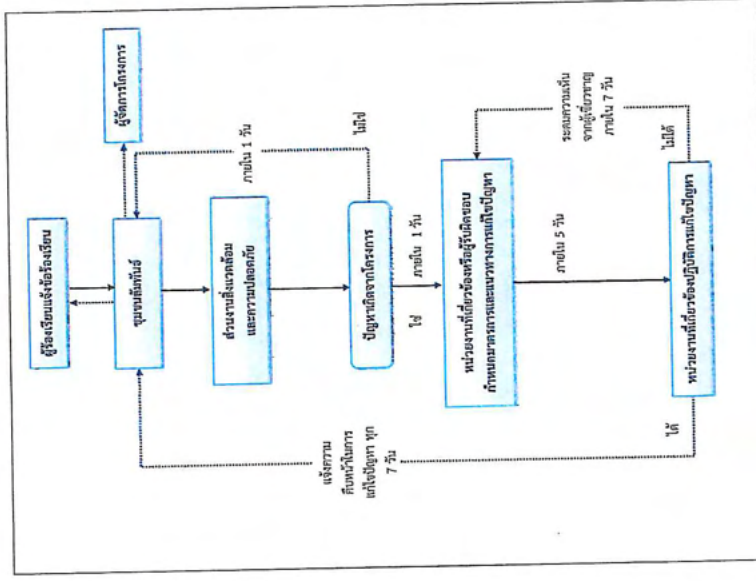 ผู้ร้องเรียนแจ้งข้อร้องเรียน
ชุมชนสัมพันธ์
ผู้จัดการโครงการ
ส่วนงานสิ่งแวดล้อม
และความปลอดภัย
ภายใน 1 วัน
ปัญหาเกิดจากโครงการ
ไม่ใช่
ใช่
ภายใน 1 วัน
หน่วยงานที่เกี่ยวข้องหรือผู้รับผิดชอบ
กำหนดมาตรการและแนวทางการแก้ไขปัญหา
ภายใน 5 วัน
ระดมความเห็น
จากผู้เชี่ยวชาญ
ภายใน 7 วัน
ไม่ได้
หน่วยงานที่เกี่ยวข้องปฏิบัติการแก้ไขปัญหา
ได้
แจ้งความ
คืบหน้าในการ
แก้ไขปัญหา ทุก
7 วัน